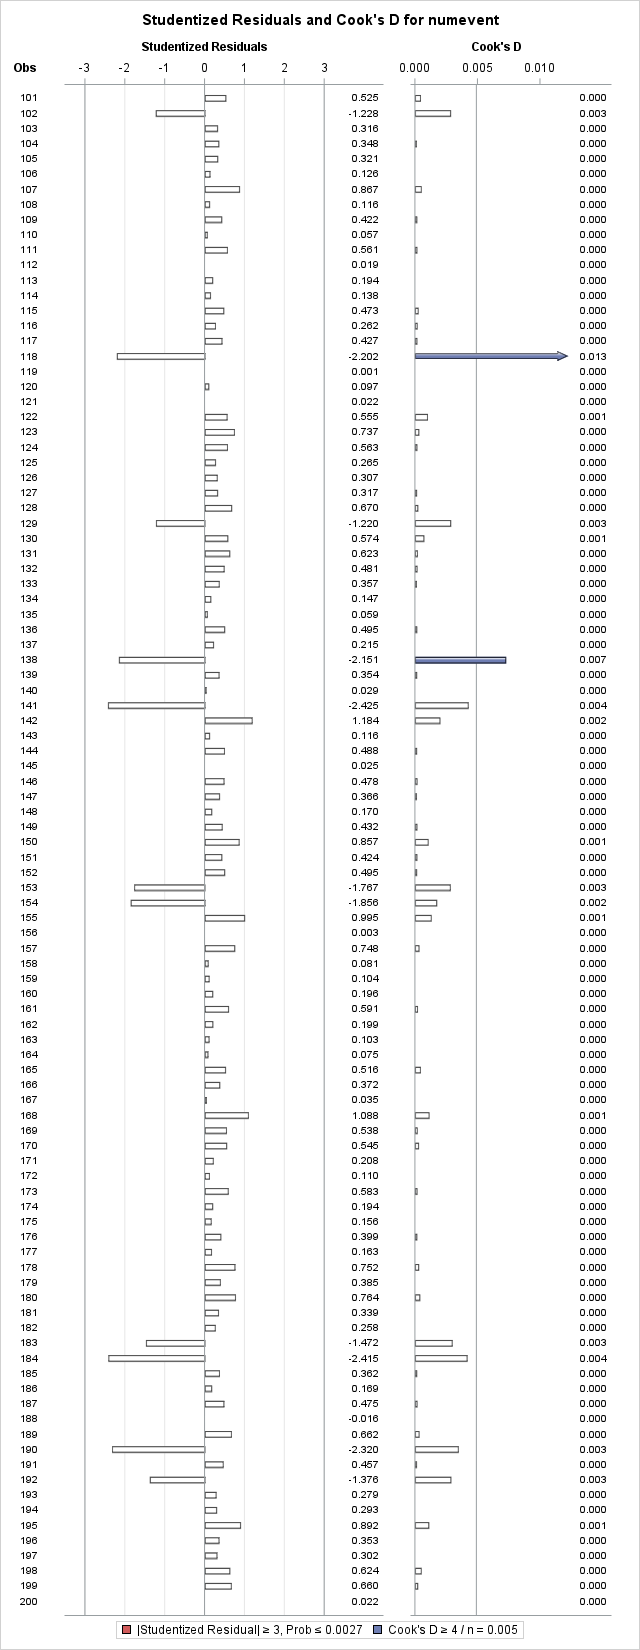 Studentized Residuals and Cook's D for numevent
Studentized Residuals Cook's D
Obs -3 -2 -1 0 1 2 3 0.000 0.005 0.010
101 0.525 0.000
102 -1.228 0.003
103 0.316 0.000
104 0.348 0.000
105 0.321 0.000
106 0.126 0.000
107 0.867 0.000
108 0.116 0.000
109 0.422 0.000
110 0.057 0.000
111 0.561 0.000
112 0.019 0.000
113 0.194 0.000
114 0.138 0.000
115 0.473 0.000
116 0.262 0.000
117 0.427 0.000
118 -2.202 0.013
119 0.001 0.000
120 0.097 0.000
121 0.022 0.000
122 0.555 0.001
123 0.737 0.000
124 0.563 0.000
125 0.265 0.000
126 0.307 0.000
127 0.317 0.000
128 0.670 0.000
129 -1.220 0.003
130 0.574 0.001
131 0.623 0.000
132 0.481 0.000
133 0.357 0.000
134 0.147 0.000
135 0.059 0.000
136 0.495 0.000
137 0.215 0.000
138 -2.151 0.007
139 0.354 0.000
140 0.029 0.000
141 -2.425 0.004
142 1.184 0.002
143 0.116 0.000
144 0.488 0.000
145 0.025 0.000
146 0.478 0.000
147 0.366 0.000
148 0.170 0.000
149 0.432 0.000
150 0.857 0.001
151 0.424 0.000
152 0.495 0.000
153 -1.767 0.003
154 -1.856 0.002
155 0.995 0.001
156 0.003 0.000
157 0.748 0.000
158 0.081 0.000
159 0.104 0.000
160 0.196 0.000
161 0.591 0.000
162 0.199 0.000
163 0.103 0.000
164 0.075 0.000
165 0.516 0.000
166 0.372 0.000
167 0.035 0.000
168 1.088 0.001
169 0.538 0.000
170 0.545 0.000
171 0.208 0.000
172 0.110 0.000
173 0.583 0.000
174 0.194 0.000
175 0.156 0.000
176 0.399 0.000
177 0.163 0.000
178 0.752 0.000
179 0.385 0.000
180 0.764 0.000
181 0.339 0.000
182 0.258 0.000
183 -1.472 0.003
184 -2.415 0.004
185 0.362 0.000
186 0.169 0.000
187 0.475 0.000
188 -0.016 0.000
189 0.662 0.000
190 -2.320 0.003
191 0.457 0.000
192 -1.376 0.003
193 0.279 0.000
194 0.293 0.000
195 0.892 0.001
196 0.353 0.000
197 0.302 0.000
198 0.624 0.000
199 0.660 0.000
200 0.022 0.000
|Studentized Residual| ≥ 3, Prob ≤ 0.0027 Cook's D ≥ 4 / n = 0.005